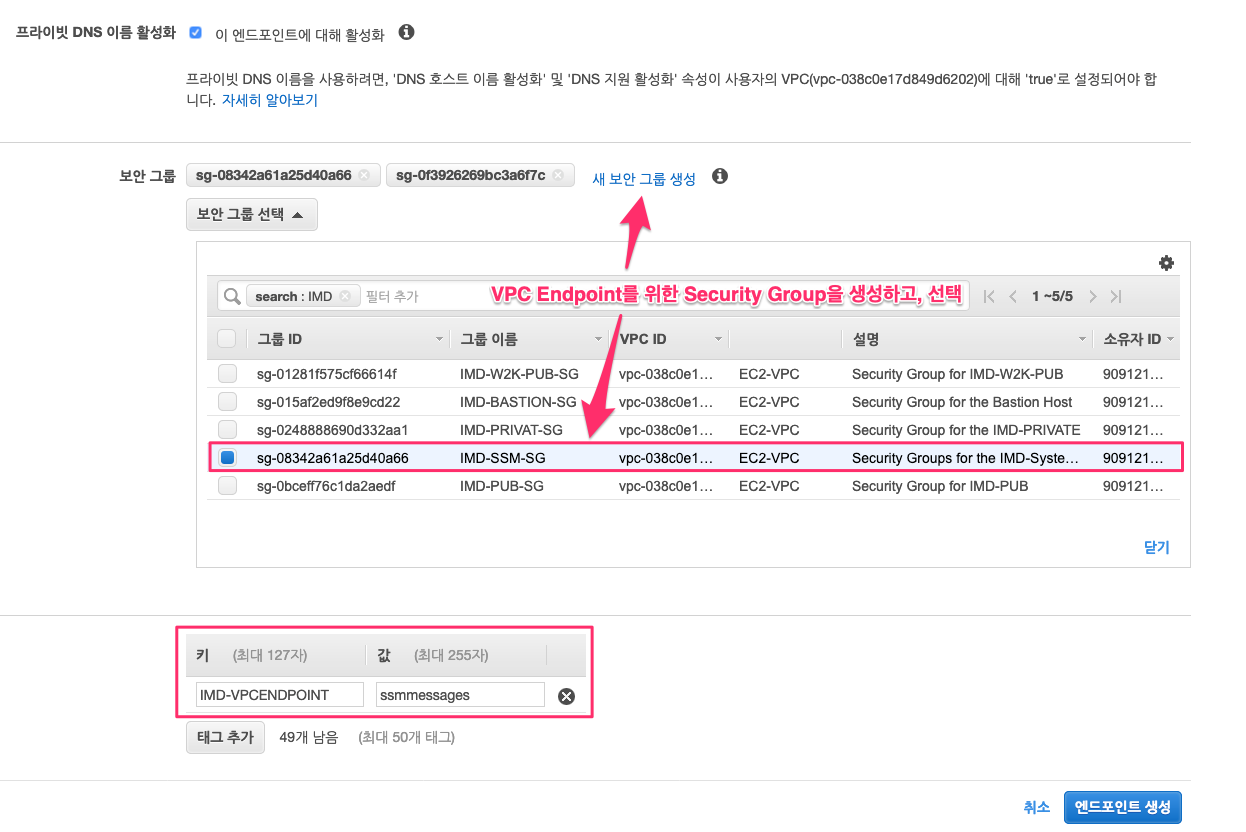 프라이빗 DNS 이름 활성화 이 엔드포인트에 대해 활성화
프라이빗 DNS 이름을 사용하려면, 'DNS 호스트 이름 활성화' 및 'DNS 지원 활성화' 속성이 사용자의 VPC(vpc-038c0e17d849d6202)에 대해 'true'로 설정되어야 합
니다. 자세히 알아보기
보안 그룹 sg-08342a61a25d40a66 sg-0f3926269bc3a6f7c 새 보안 그룹 생성
보안 그룹 선택
search : IMD 필터 추가 VPC Endpoint를 위한 Security Group을 생성하고, 선택 1 ~5/5
그룹 ID 그룹 이름 VPC ID 설명 소유자 ID
sg-01281f575cf66614f IMD-W2K-PUB-SG vpc-038c0e1... EC2-VPC Security Group for IMD-W2K-PUB 909121...
sg-015af2ed9f8e9cd22 IMD-BASTION-SG vpc-038c0e1... EC2-VPC Security Group for the Bastion Host 909121...
sg-0248888690d332aa1 IMD-PRIVAT-SG vpc-038c0e1... EC2-VPC Security Group for the IMD-PRIVATE 909121...
sg-08342a61a25d40a66 IMD-SSM-SG vpc-038c0e1... EC2-VPC Security Groups for the IMD-Syste... 909121...
sg-0bceff76c1da2aedf IMD-PUB-SG vpc-038c0e1... EC2-VPC Security Group for IMD-PUB 909121...
닫기
키 (최대 127자) 값 (최대 255자)
IMD-VPCENDPOINT ssmmessages
태그 추가 49개 남음 (최대 50개 태그)
취소 엔드포인트 생성